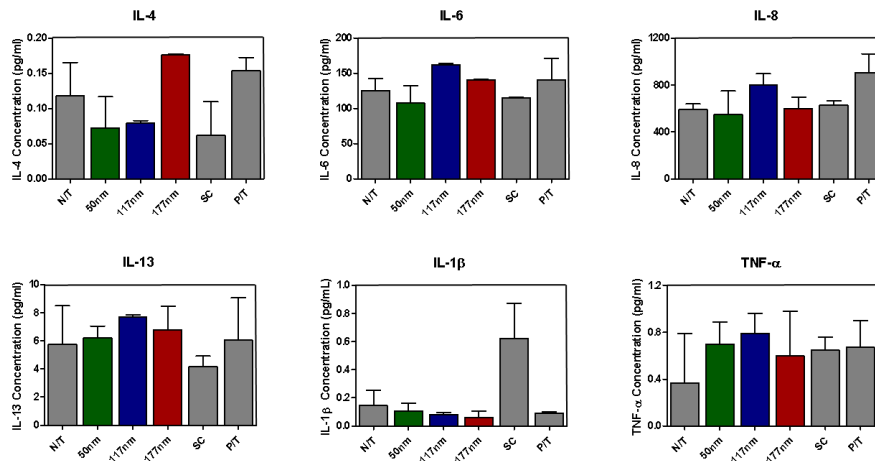 IL-4
IL-4 Concentration (pg/ml)
0.20
0.15
0.10
0.05
0.00
N/T
50nm
117nm
177nm
SC
P/T
IL-6
IL-6 Concentration (pg/ml)
200
150
100
50
0
N/T
50nm
117nm
177nm
SC
P/T
IL-8
IL-8 Concentration (pg/ml)
1200
800
400
0
N/T
50nm
117nm
177nm
SC
P/T
IL-13
IL-13 Concentration (pg/ml)
10
8
6
4
2
0
N/T
50nm
117nm
177nm
SC
P/T
IL-1β
IL-1β Concentration (pg/mL)
1.0
0.8
0.6
0.4
0.2
0.0
N/T
50nm
117nm
177nm
SC
P/T
TNF-α
TNF-α Concentration (pg/ml)
1.2
0.8
0.4
0.0
N/T
50nm
117nm
177nm
SC
P/T